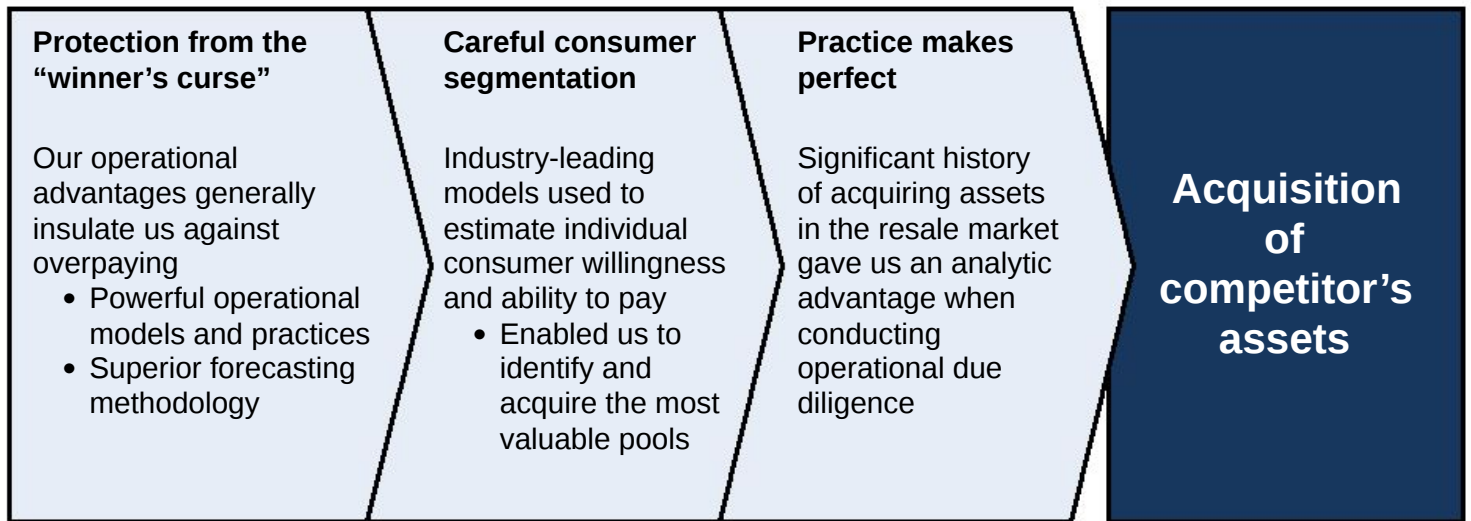 Protection from the
“winner’s curse”
Our operational
advantages generally
insulate us against
overpaying
• Powerful operational
models and practices
• Superior forecasting
methodology
Careful consumer
segmentation
Industry-leading
models used to
estimate individual
consumer willingness
and ability to pay
• Enabled us to
identify and
acquire the most
valuable pools
Practice makes
perfect
Significant history
of acquiring assets
in the resale market
gave us an analytic
advantage when
conducting
operational due
diligence
Acquisition
of
competitor’s
assets